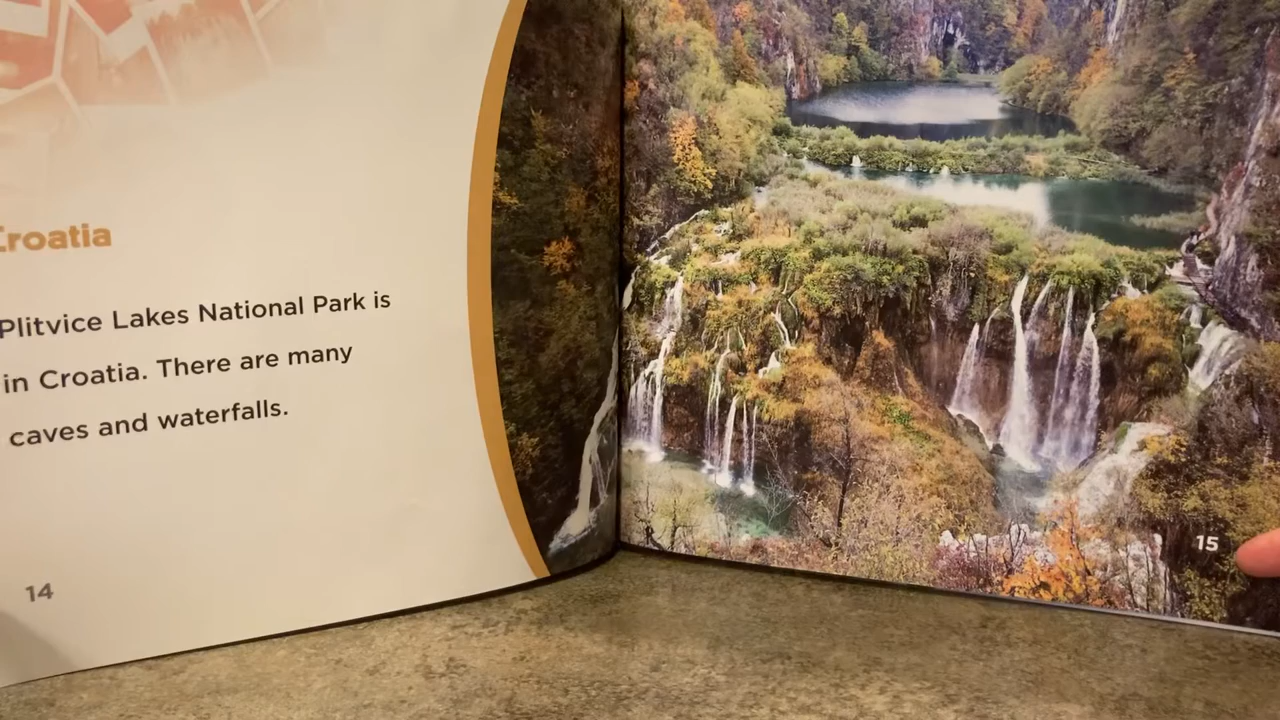 Croatia
Plitvice Lakes National Park is
in Croatia. There are many
caves and waterfalls.
14
15